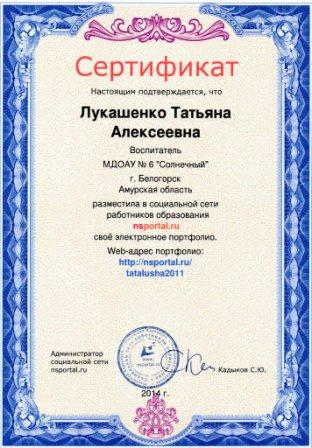 Сертификат
Настоящим подтверждается, что
Лукашенко Татьяна
Алексеевна
Воспитатель
МДОАУ № 6 "Солнечный"
г. Белогорск
Амурская область
разместила в социальной сети
работников образования
nsportal.ru
своё электронное портфолио.
Web-адрес портфолио:
http://nsportal.ru/
tatalusha2011
Администратор
социальной сети
nsportal.ru
Кадыков С.Ю.
2014 г.